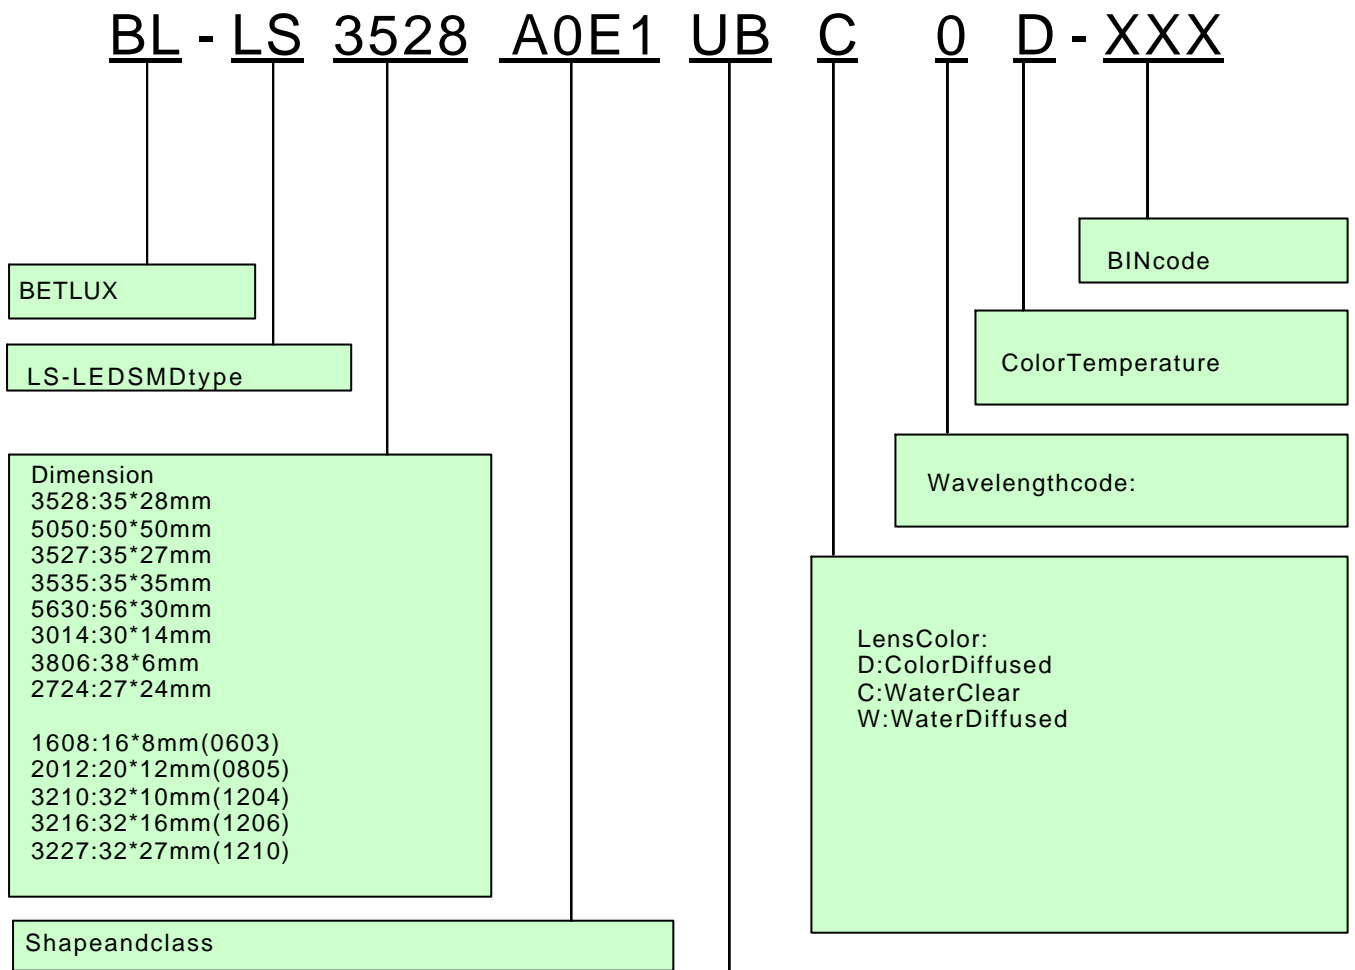 BL - LS 3528 A0E1 UB C 0 D - XXX
BINcode
BETLUX
ColorTemperature
LS-LEDSMDtype
Dimension
3528:35*28mm
5050:50*50mm
3527:35*27mm
3535:35*35mm
5630:56*30mm
3014:30*14mm
3806:38*6mm
2724:27*24mm
1608:16*8mm(0603)
2012:20*12mm(0805)
3210:32*10mm(1204)
3216:32*16mm(1206)
3227:32*27mm(1210)
Wavelengthcode:
LensColor:
D:ColorDiffused
C:WaterClear
W:WaterDiffused
Shapeandclass